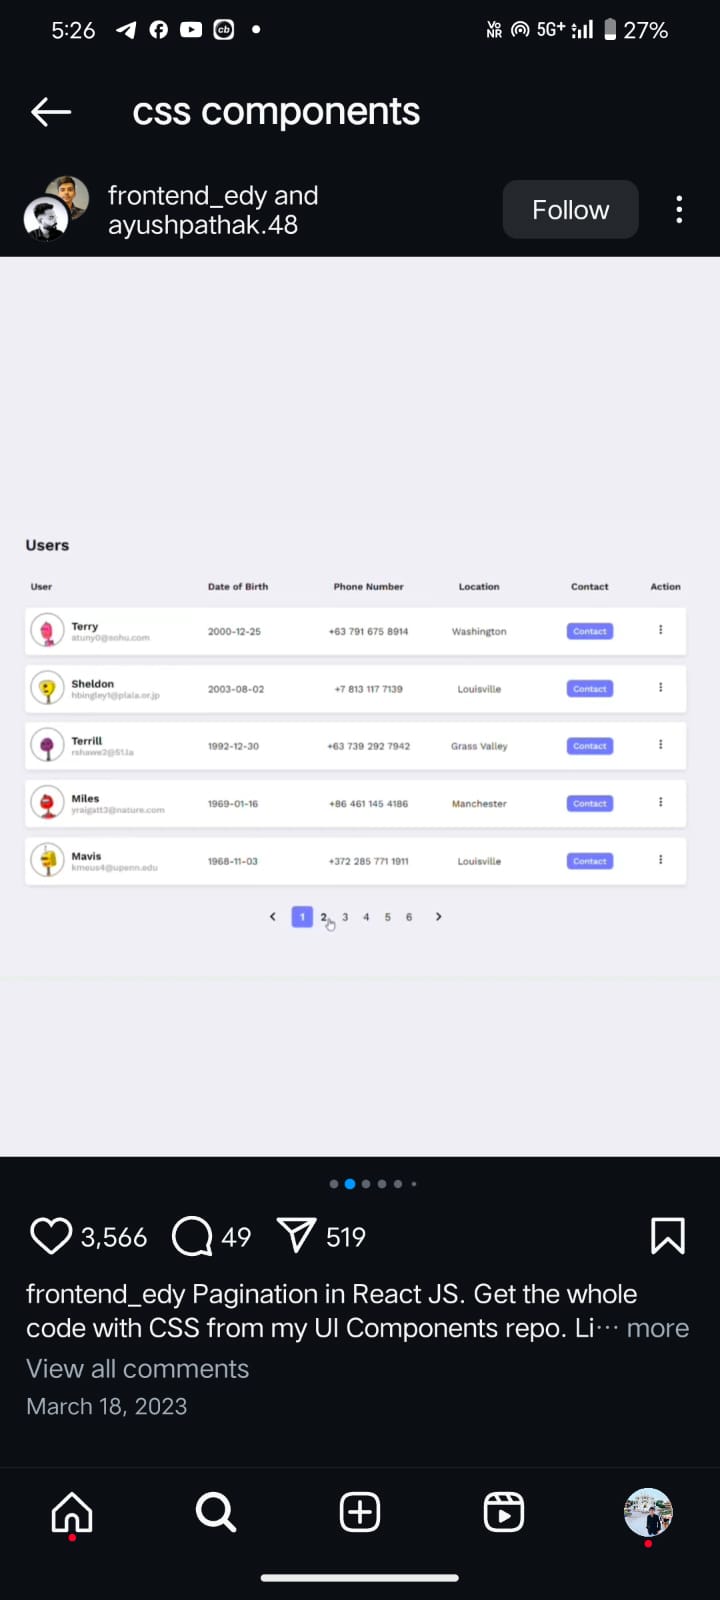 5:26
VoNR 5G+ 27%
css components
frontend_edy and
ayushpathak.48
Follow
Users
User Date of Birth Phone Number Location Contact Action
Terry
atuny0@sohu.com
2000-12-25 +63 791 675 8914 Washington Contact
Sheldon
hbingley1@plala.or.jp
2003-08-02 +7 813 117 7139 Louisville Contact
Terrill
rshawe2@51.la
1992-12-30 +63 739 292 7942 Grass Valley Contact
Miles
yraigatt3@nature.com
1969-01-16 +86 461 145 4186 Manchester Contact
Mavis
kmeus4@upenn.edu
1968-11-03 +372 285 771 1911 Louisville Contact
< 1 2 3 4 5 6 >
3,566 49 519
frontend_edy Pagination in React JS. Get the whole
code with CSS from my UI Components repo. Li... more
View all comments
March 18, 2023